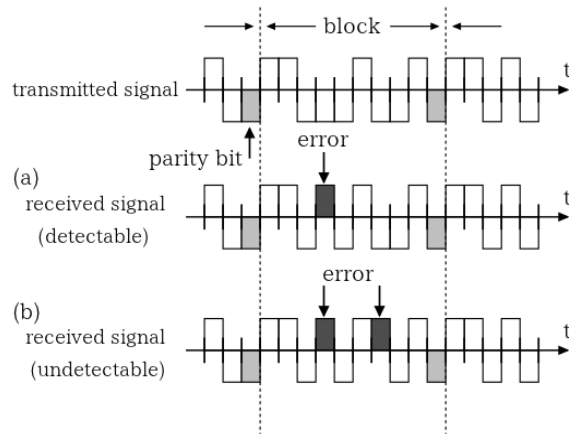 block
t
transmitted signal
parity bit
error
(a)
t
received signal
(detectable)
error
(b)
t
received signal
(undetectable)